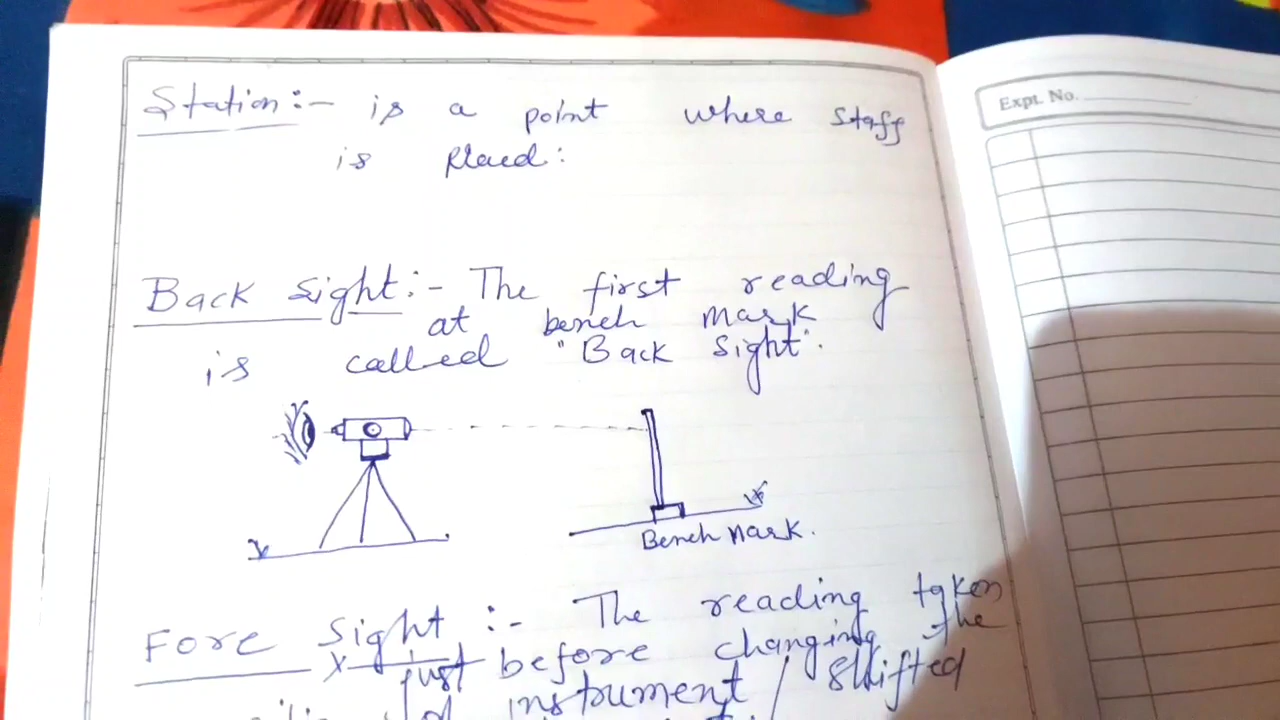 Station:- is a point where staff
is placed:
Back sight:- The first reading
at bench mark
is called "Back Sight".
Bench Mark.
Fore sight:- The reading taken
just before changing the
of instrument / shifted
Expt. No.